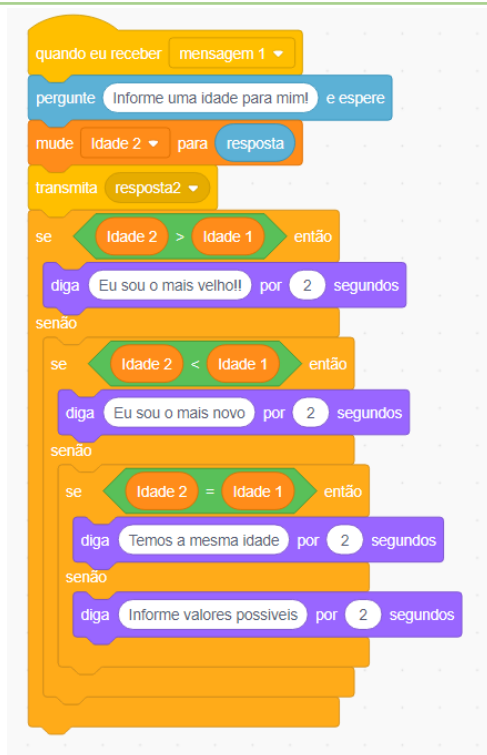 quando eu receber mensagem 1
pergunte Informe uma idade para mim! e espere
mude Idade 2 para resposta
transmita resposta2
se Idade 2 > Idade 1 então
diga Eu sou o mais velho!! por 2 segundos
senão
se Idade 2 < Idade 1 então
diga Eu sou o mais novo por 2 segundos
senão
se Idade 2 = Idade 1 então
diga Temos a mesma idade por 2 segundos
senão
diga Informe valores possiveis por 2 segundos